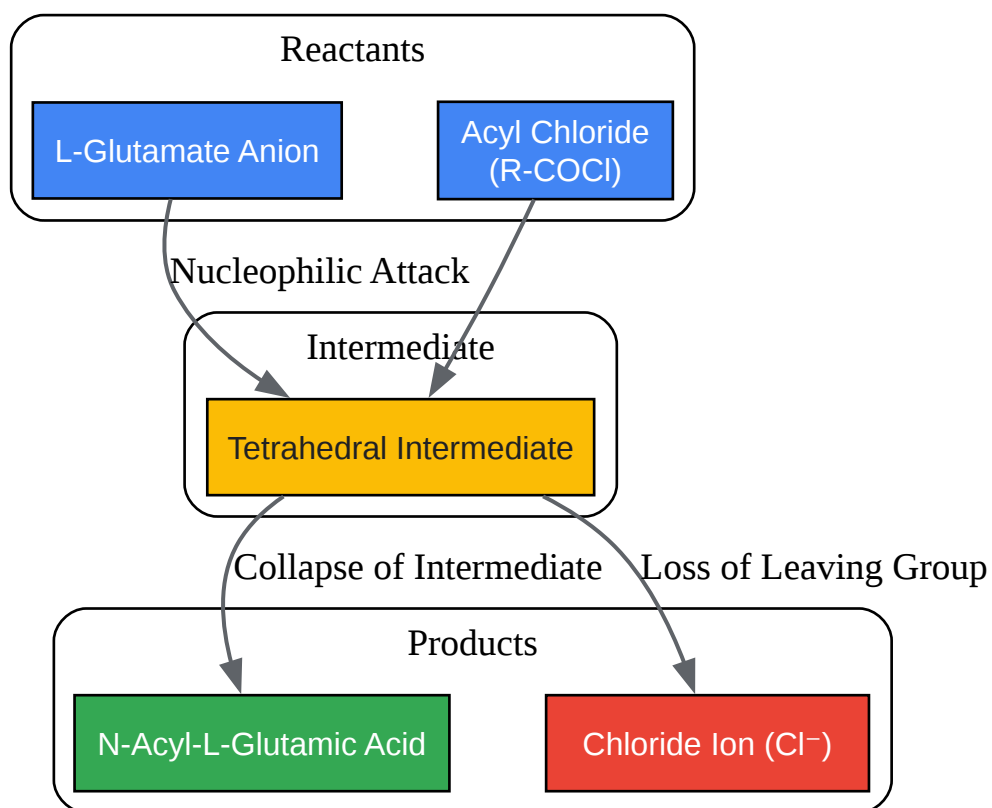 Reactants
L-Glutamate Anion
Acyl Chloride
(R-COCl)
Nucleophilic Attack
Intermediate
Tetrahedral Intermediate
Collapse of Intermediate
Loss of Leaving Group
Products
N-Acyl-L-Glutamic Acid
Chloride Ion (Cl⁻)